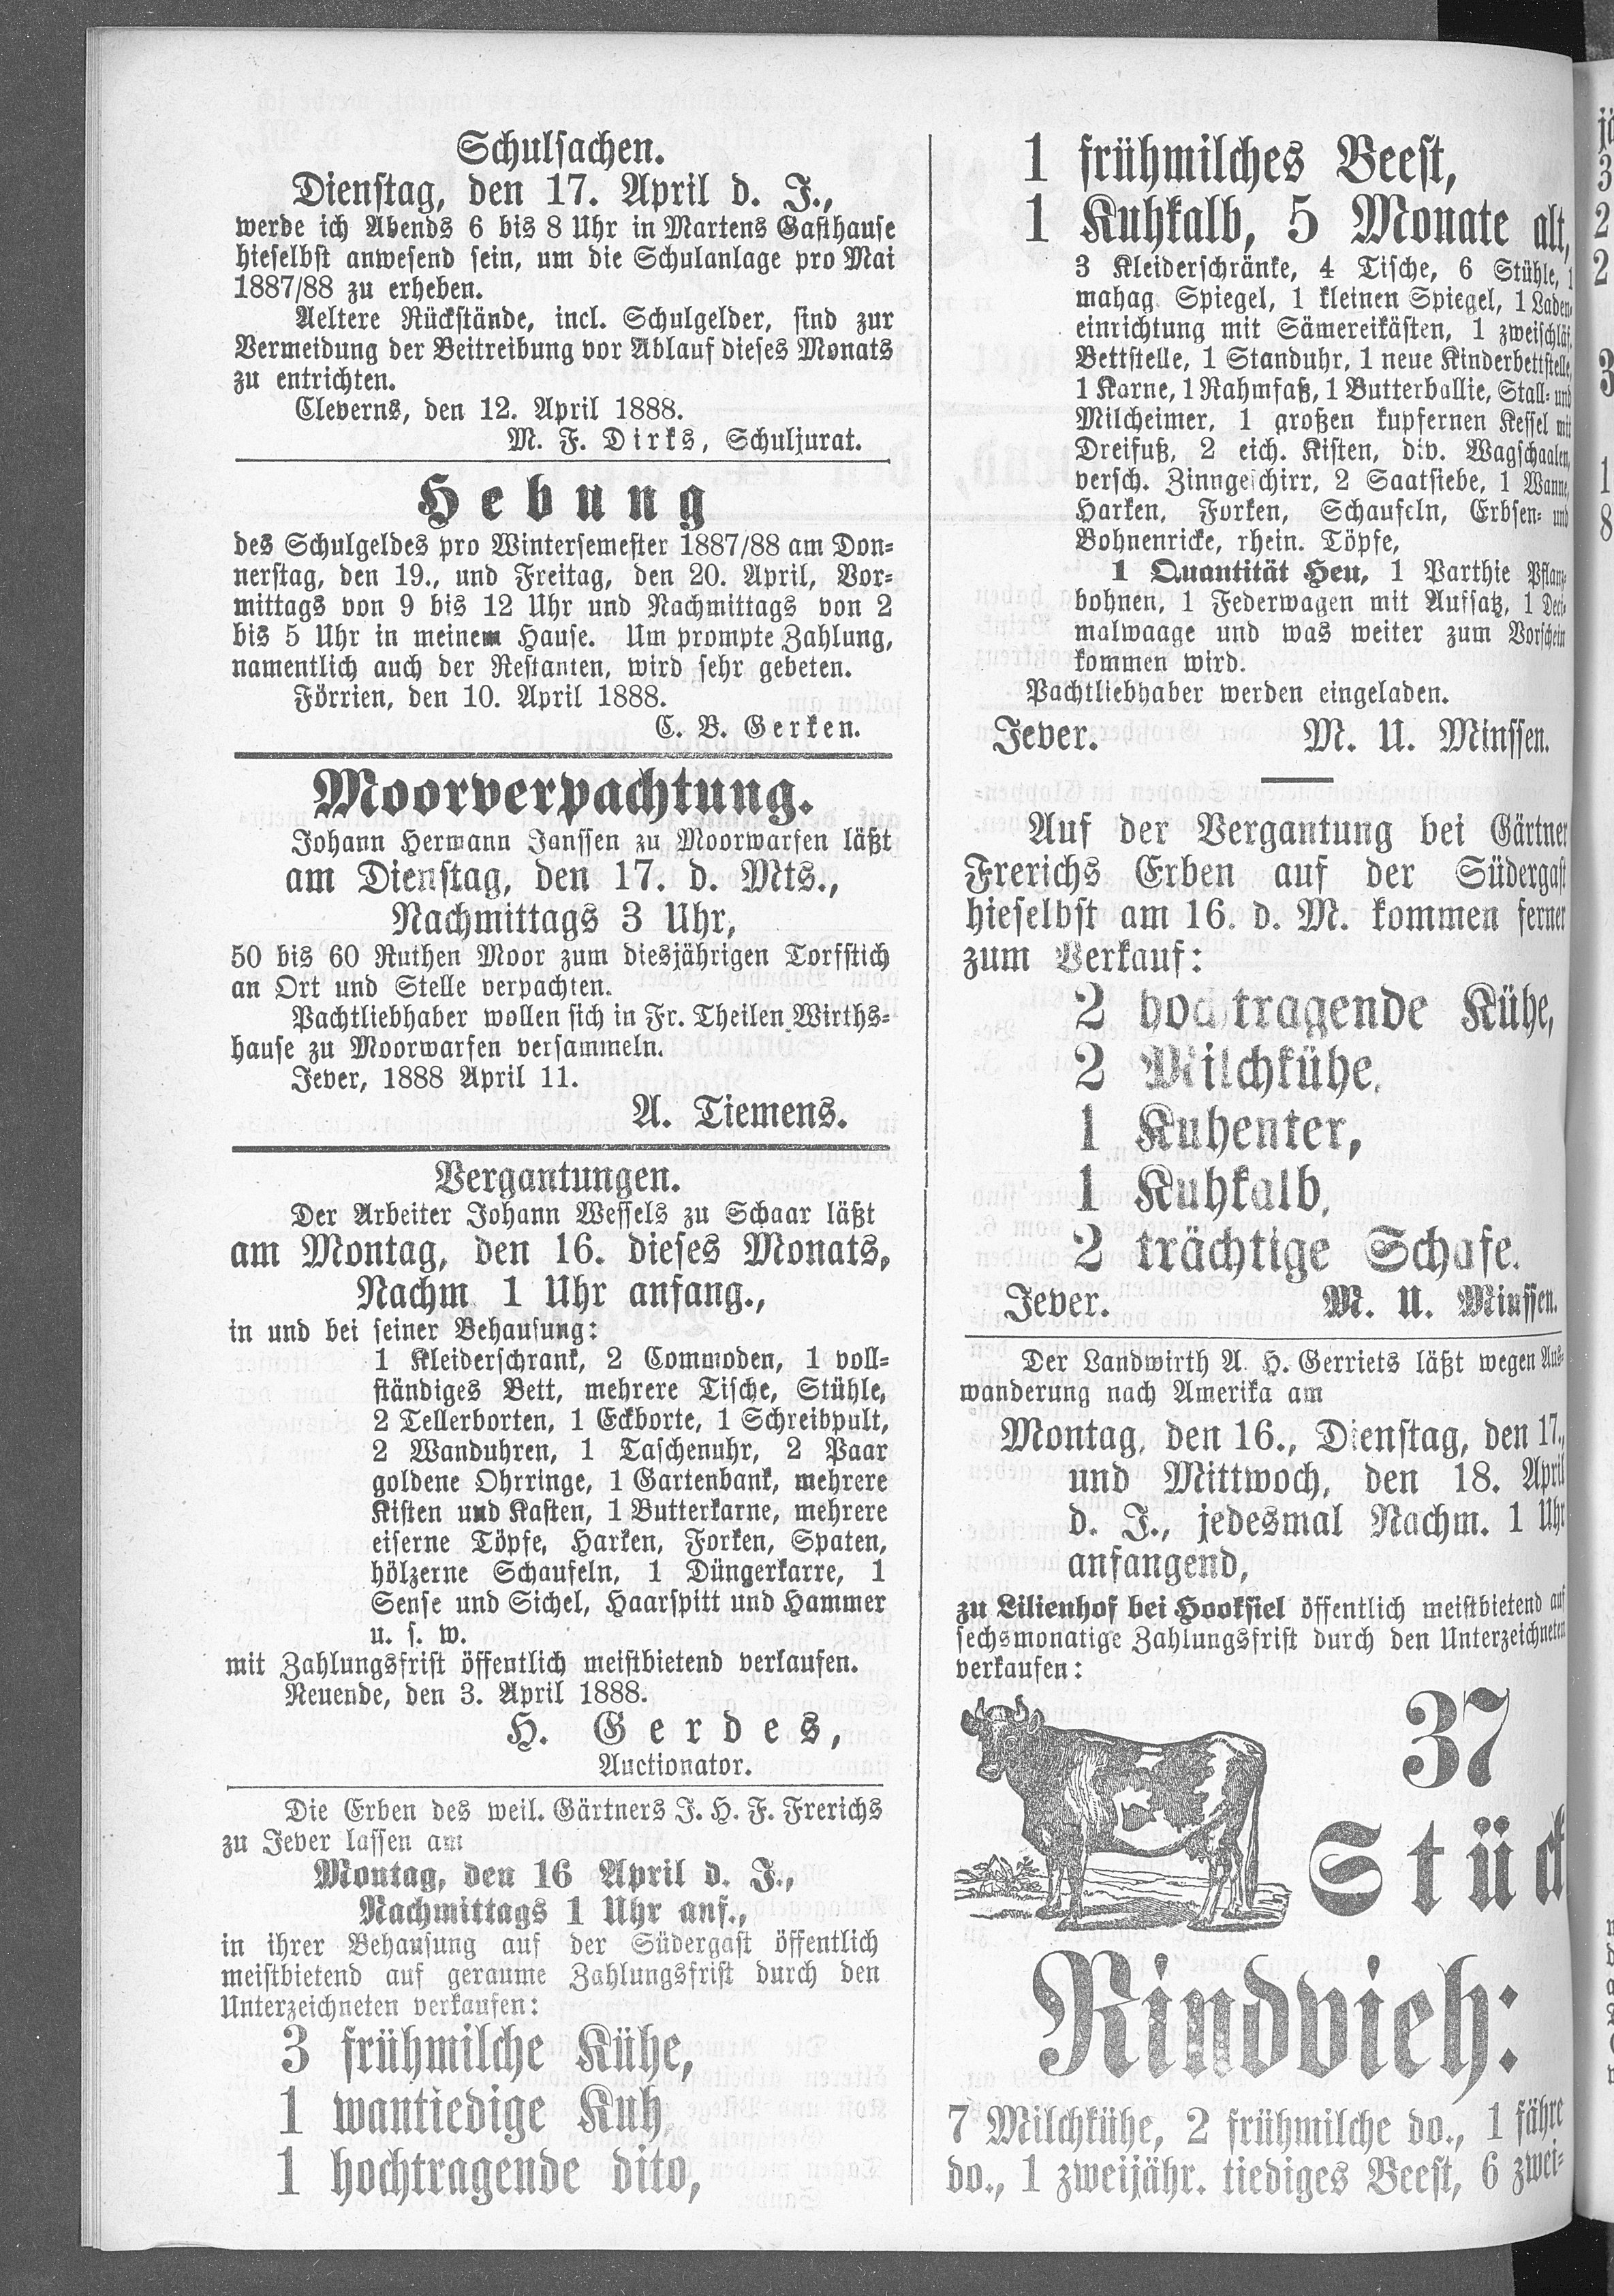 Schulsachen.
Dienstag, den 17. April d. J.,
werde ich Abends 6 bis 8 Uhr in Martens Gasthause
hieselbst anwesend sein, um die Schulanlage pro Mai
1887/88 zu erheben.
Aeltere Rückstände, incl. Schulgelder, sind zur
Vermeidung der Beitreibung vor Ablauf dieses Monats
zu entrichten.
Cleverns, den 12. April 1888.
M. F. Dirks, Schuljurat.
Hebung
des Schulgeldes pro Wintersemester 1887/88 am Don-
nerstag, den 19., und Freitag, den 20. April, Vor-
mittags von 9 bis 12 Uhr und Nachmittags von 2
bis 5 Uhr in meinem Hause. Um prompte Zahlung,
namentlich auch der Restanten, wird sehr gebeten.
Förrien, den 10. April 1888.
C. B. Gerken.
Moorverpachtung.
Johann Hermann Janssen zu Moorwarfen läßt
am Dienstag, den 17. d. Mts.,
Nachmittags 3 Uhr,
50 bis 60 Ruthen Moor zum diesjährigen Torfstich
an Ort und Stelle verpachten.
Pachtliebhaber wollen sich in Fr. Theilen Wirths-
hause zu Moorwarfen versammeln.
Jever, 1888 April 11.
A. Tiemens.
Vergantungen.
Der Arbeiter Johann Wessels zu Schaar läßt
am Montag, den 16. dieses Monats,
Nachm 1 Uhr anfang.,
in und bei seiner Behausung:
1 Kleiderschrank, 2 Commoden, 1 voll-
ständiges Bett, mehrere Tische, Stühle,
2 Tellerborten, 1 Eckborte, 1 Schreibpult,
2 Wanduhren, 1 Taschenuhr, 2 Paar
goldene Ohrringe, 1 Gartenbank, mehrere
Kisten und Kasten, 1 Butterkarne, mehrere
eiserne Töpfe, Harken, Forken, Spaten,
hölzerne Schaufeln, 1 Düngerkarre, 1
Sense und Sichel, Haarspitt und Hammer
u. s. w.
mit Zahlungsfrist öffentlich meistbietend verkaufen.
Neuende, den 3. April 1888.
H. Gerdes,
Auctionator.
Die Erben des weil. Gärtners J. H. F. Frerichs
zu Jever lassen am
Montag, den 16 April d. J.,
Nachmittags 1 Uhr anf.,
in ihrer Behausung auf der Südergast öffentlich
meistbietend auf geraume Zahlungsfrist durch den
Unterzeichneten verkaufen:
3 frühmilche Kühe,
1 wantiedige Kuh,
1 hochtragende dito,
1 frühmilches Beest,
1 Kuhkalb, 5 Monate alt,
3 Kleiderschränke, 4 Tische, 6 Stühle, 1
mahag. Spiegel, 1 kleinen Spiegel, 1 Laden-
einrichtung mit Sämereikästen, 1 zweischläf.
Bettstelle, 1 Standuhr, 1 neue Kinderbettstelle,
1 Karne, 1 Rahmfaß, 1 Butterballie, Stall- und
Milcheimer, 1 großen kupfernen Kessel mit
Dreifuß, 2 eich. Kisten, div. Wagschaalen,
versch. Zinngeschirr, 2 Saatsiebe, 1 Wanne,
Harken, Forken, Schaufeln, Erbsen- und
Bohnenricke, rhein. Töpfe,
1 Quantität Heu, 1 Parthie Pflanz-
bohnen, 1 Federwagen mit Aufsatz, 1 Deci-
malwaage und was weiter zum Vorschein
kommen wird.
Pachtliebhaber werden eingeladen.
Jever. M. U. Minssen.
Auf der Vergantung bei Gärtner
Frerichs Erben auf der Südergast
hieselbst am 16. d. M. kommen ferner
zum Verkauf:
2 hochtragende Kühe,
2 Milchkühe,
1 Kuhenter,
1 Kuhkalb,
2 trächtige Schafe.
Jever. M. U. Minssen.
Der Landwirth A. H. Gerriets läßt wegen Aus-
wanderung nach Amerika am
Montag, den 16., Dienstag, den 17.,
und Mittwoch, den 18. April
d. J., jedesmal Nachm. 1 Uhr
anfangend,
zu Lilienhof bei Hooksiel öffentlich meistbietend auf
sechsmonatige Zahlungsfrist durch den Unterzeichneten
verkaufen:
37
Stück
Rindvieh:
7 Milchkühe, 2 frühmilche do., 1 fähre
do., 1 zweijähr. tiediges Beest, 6 zwei-